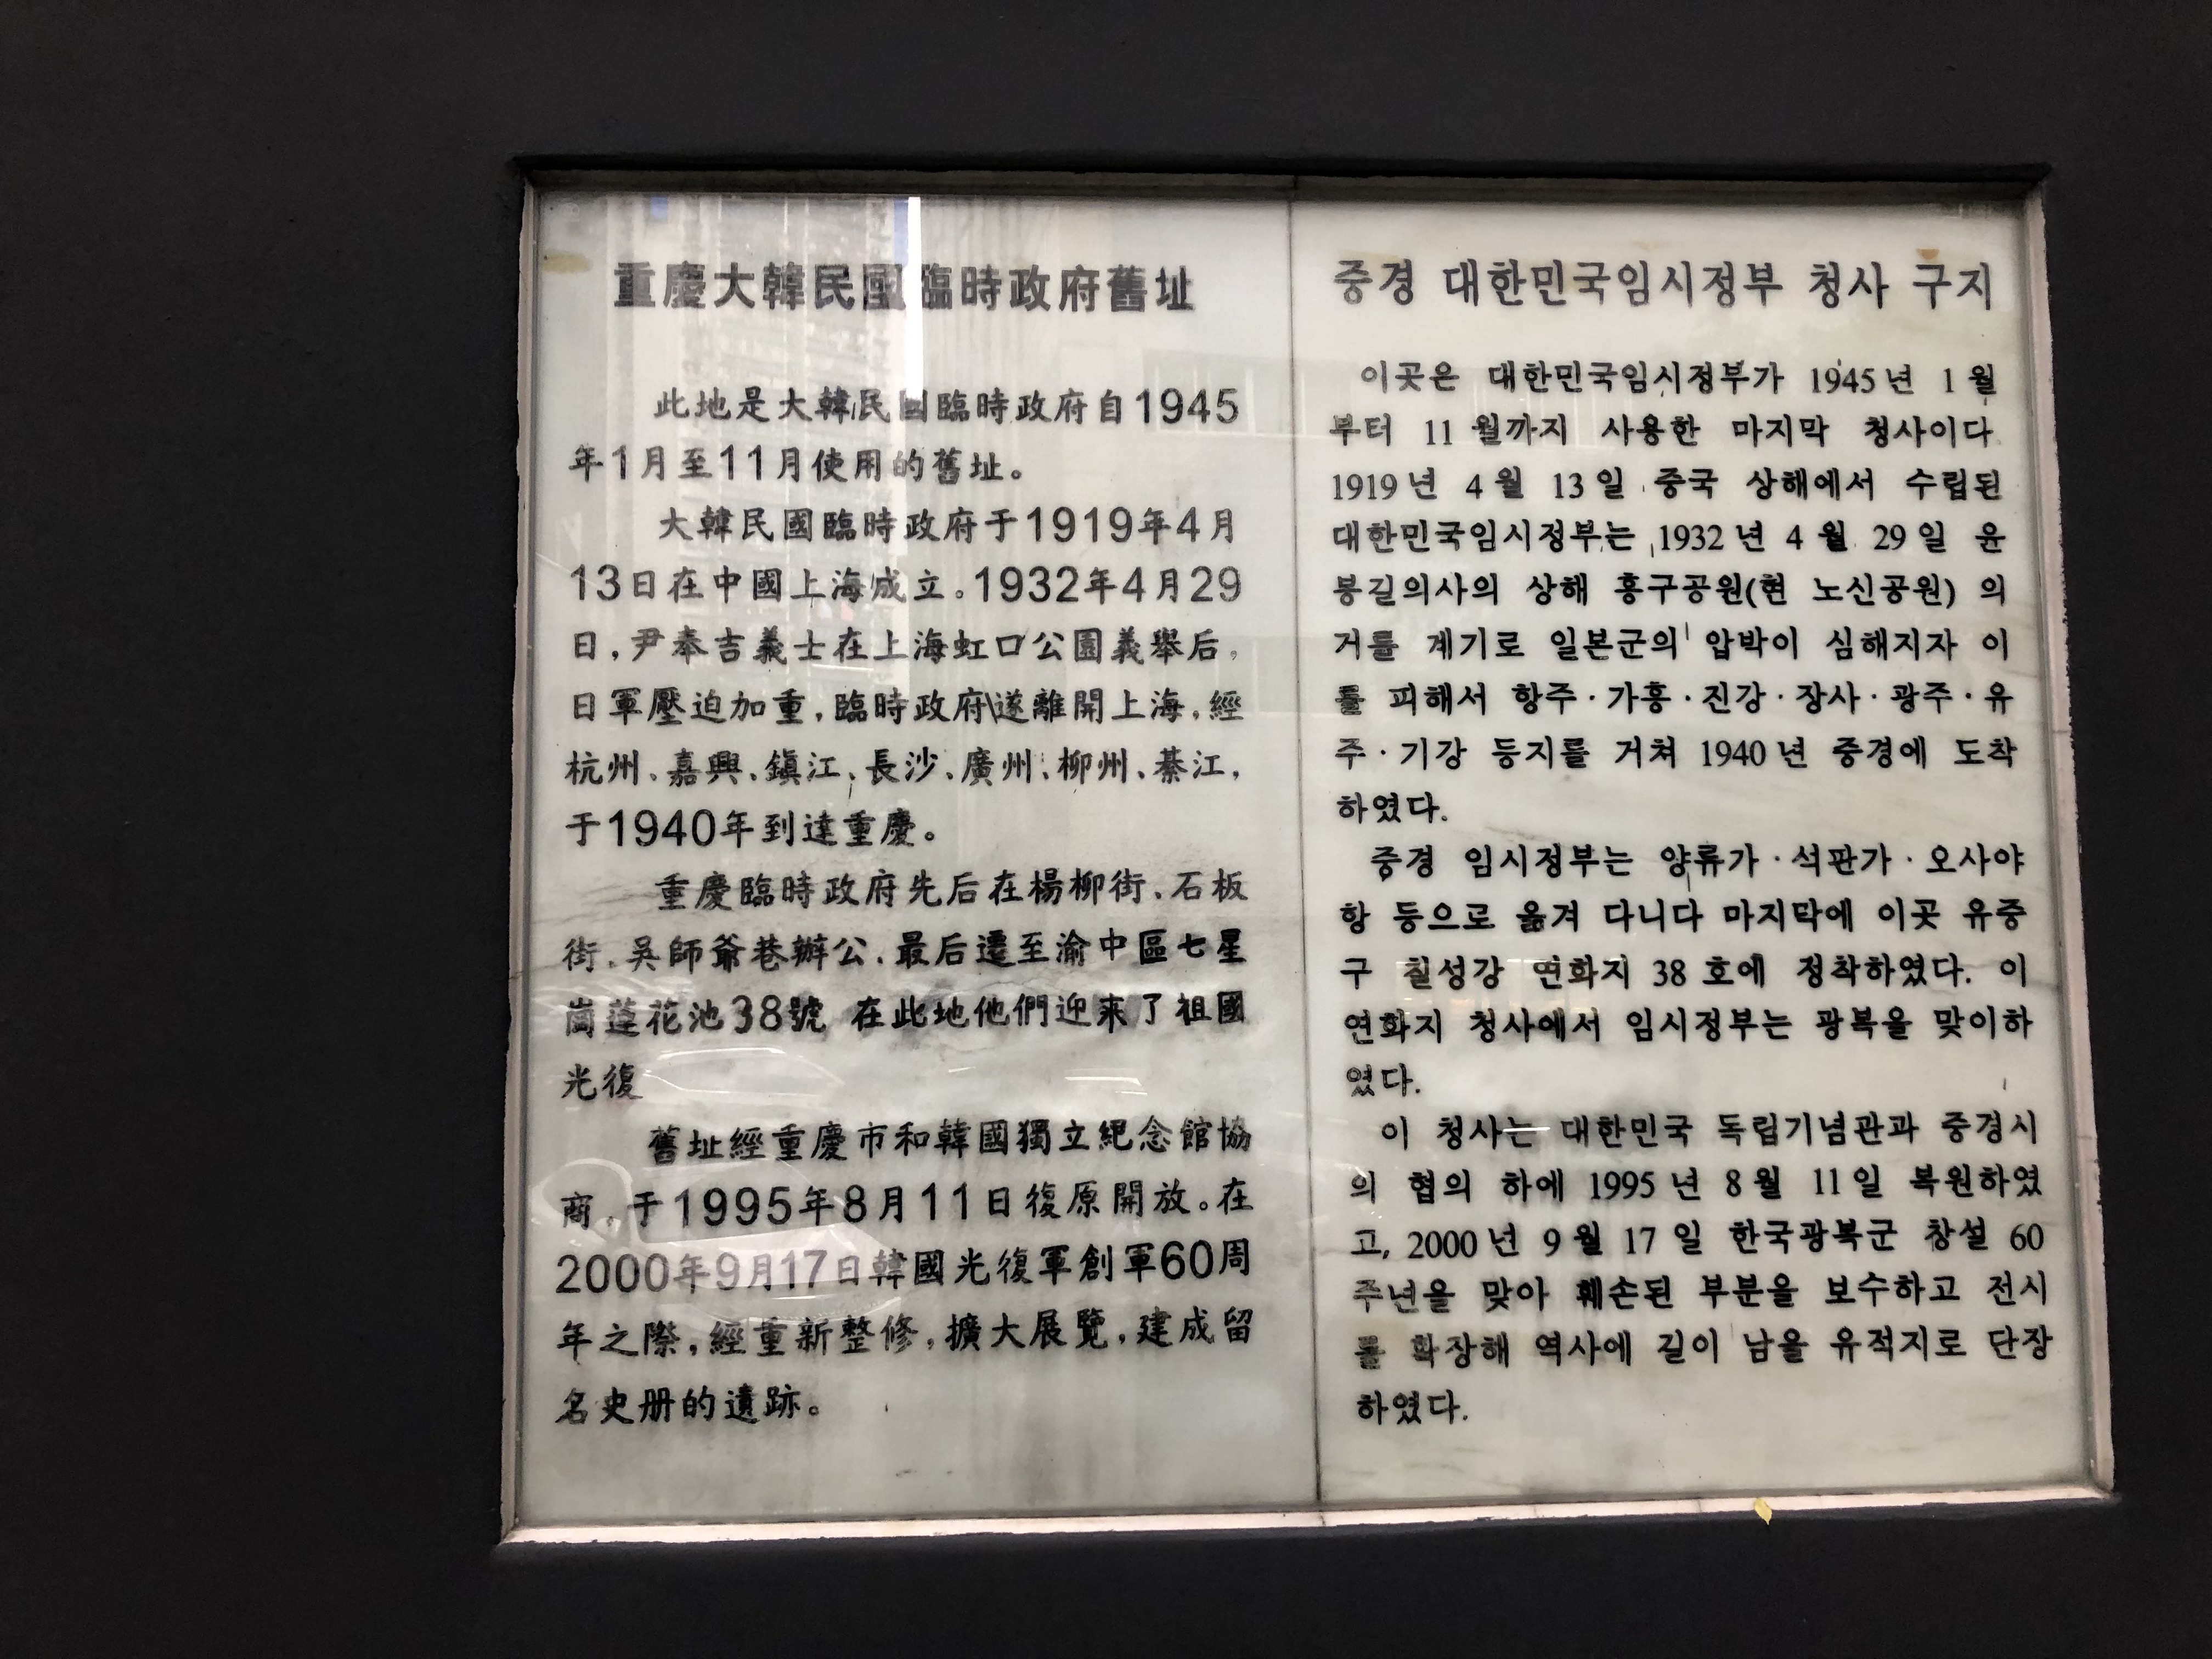 重慶大韓民國臨時政府舊址
此地是大韓民國臨時政府自1945
年1月至11月使用的舊址。
大韓民國臨時政府于1919年4月
13日在中國上海成立。1932年4月29
日,尹奉吉義士在上海虹口公園義舉后,
日軍壓迫加重,臨時政府遂離開上海,經
杭州、嘉興、鎮江、長沙、廣州、柳州、綦江,
于1940年到達重慶。
重慶臨時政府先后在楊柳街、石板
街、吳師爺巷辦公、最后遷至渝中區七星
崗蓮花池38號 在此地他們迎来了祖國
光復
舊址經重慶市和韓國獨立紀念館協
商,于1995年8月11日復原開放。在
2000年9月17日韓國光復軍創軍60周
年之際,經重新整修,擴大展覽,建成留
名史册的遺跡。
중경 대한민국임시정부 청사 구지
이곳은 대한민국임시정부가 1945년 1월
부터 11월까지 사용한 마지막 청사이다
1919년 4월 13일 중국 상해에서 수립된
대한민국임시정부는 1932년 4월 29일 윤
봉길의사의 상해 홍구공원(현 노신공원) 의
거를 계기로 일본군의 압박이 심해지자 이
를 피해서 항주·가흥·진강·장사·광주·유
주·기강 등지를 거쳐 1940년 중경에 도착
하였다.
중경 임시정부는 양류가·석판가·오사야
항 등으로 옮겨 다니다 마지막에 이곳 유중
구 칠성강 연화지 38호에 정착하였다. 이
연화지 청사에서 임시정부는 광복을 맞이하
였다.
이 청사는 대한민국 독립기념관과 중경시
의 협의 하에 1995년 8월 11일 복원하였
고, 2000년 9월 17일 한국광복군 창설 60
주년을 맞아 훼손된 부분을 보수하고 전시
를 확장해 역사에 길이 남을 유적지로 단장
하였다.